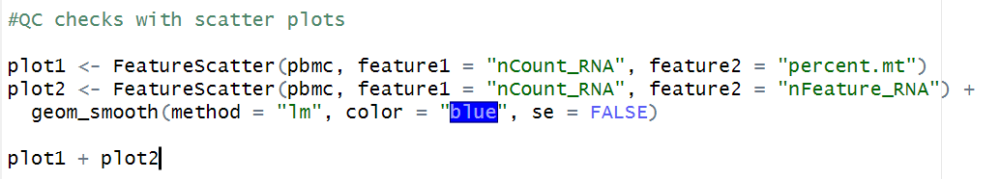 #QC checks with scatter plots
plot1 <- FeatureScatter(pbmc, feature1 = "nCount_RNA", feature2 = "percent.mt")
plot2 <- FeatureScatter(pbmc, feature1 = "nCount_RNA", feature2 = "nFeature_RNA") +
  geom_smooth(method = "lm", color = "blue", se = FALSE)
plot1 + plot2